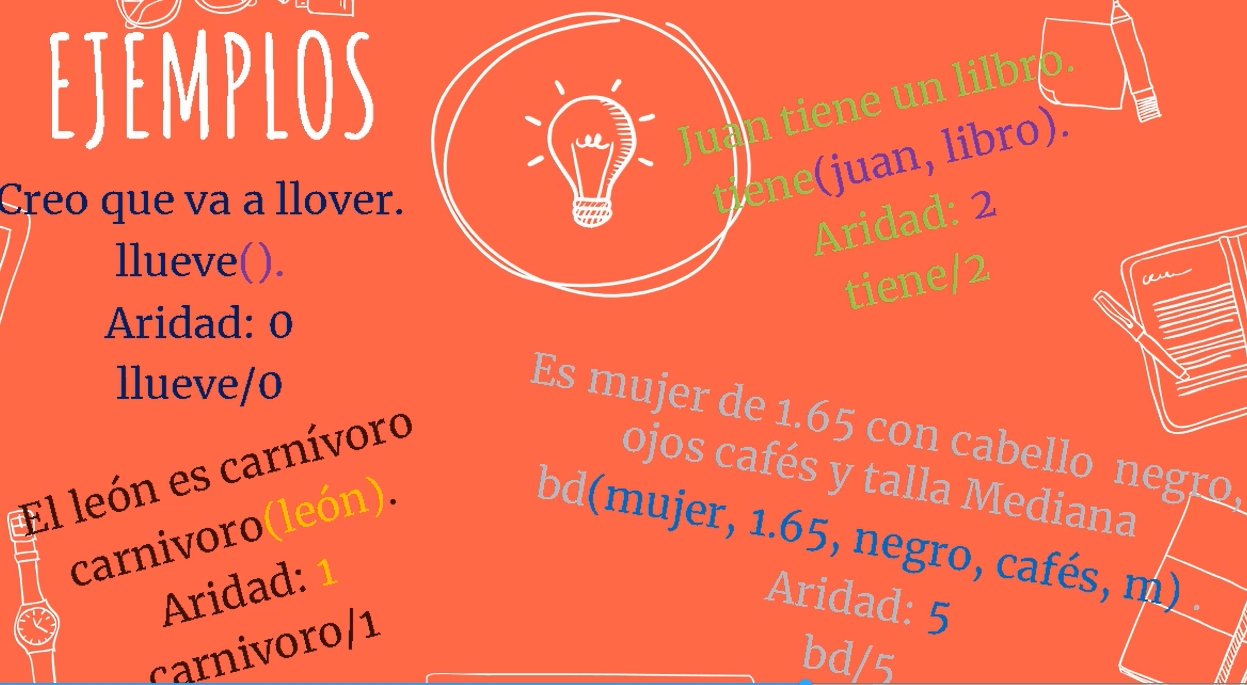 EJEMPLOS
Creo que va a llover.
llueve().
Aridad: 0
llueve/0
El león es carnívoro
carnivoro(león).
Aridad: 1
carnivoro/1
Juan tiene un lilbro.
tiene(juan, libro).
Aridad: 2
tiene/2
Es mujer de 1.65 con cabello negro,
ojos cafés y talla Mediana
bd(mujer, 1.65, negro, cafés, m) .
Aridad: 5
bd/5